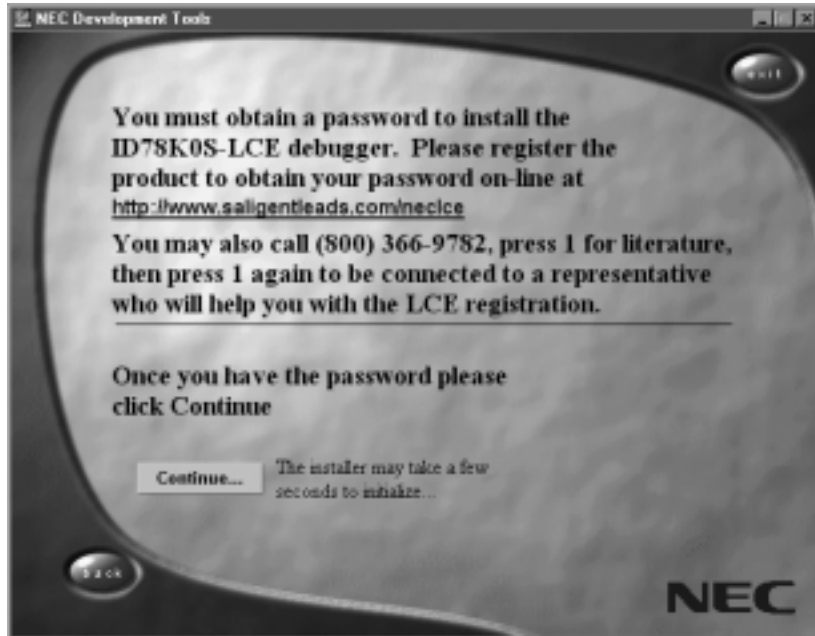 NEC Development Tools
exit
You must obtain a password to install the
ID78K0S-LCE debugger. Please register the
product to obtain your password on-line at
http://www.saligentleads.com/neclce
You may also call (800) 366-9782, press 1 for literature,
then press 1 again to be connected to a representative
who will help you with the LCE registration.
Once you have the password please
click Continue
Continue...
The installer may take a few
seconds to initialize...
back
NEC